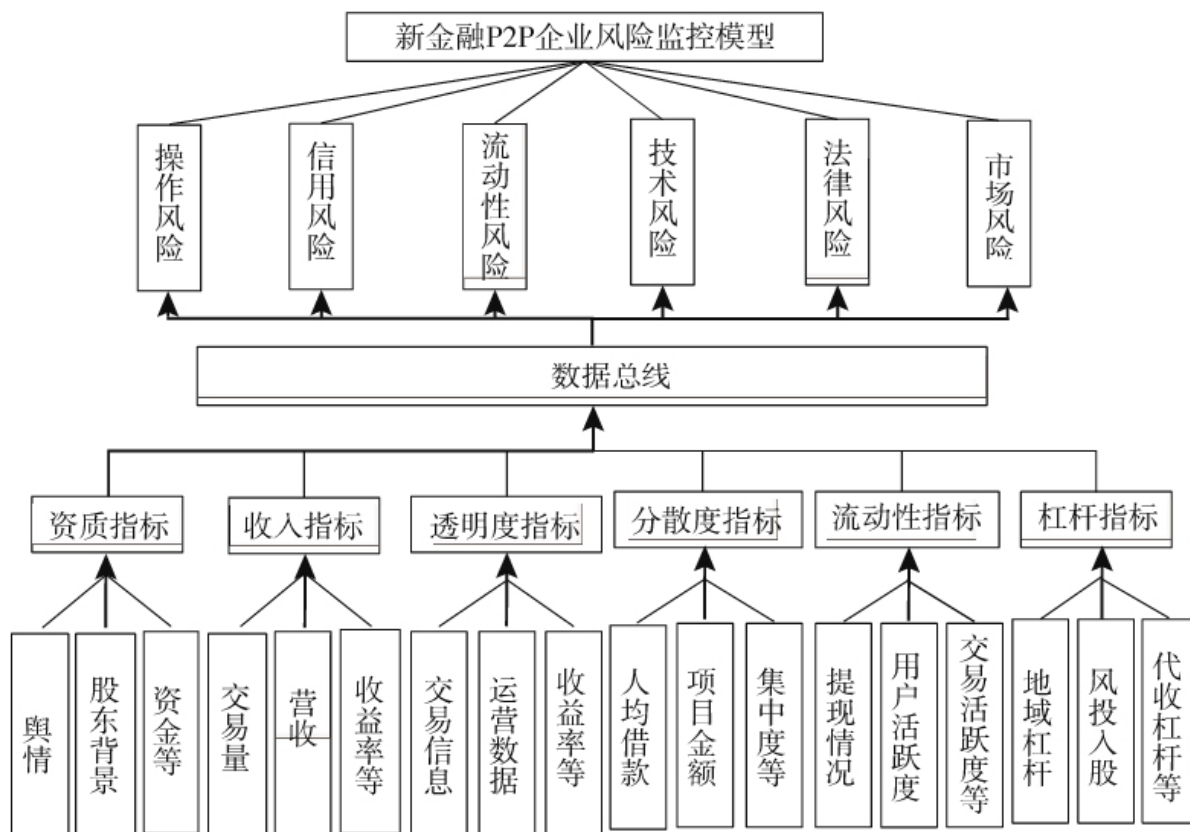 新金融P2P企业风险监控模型
操作风险
信用风险
流动性风险
技术风险
法律风险
市场风险
数据总线
资质指标
收入指标
透明度指标
分散度指标
流动性指标
杠杆指标
舆情
股东背景
资金等
交易量
营收
收益率等
交易信息
运营数据
收益率等
人均借款
项目金额
集中度等
提现情况
用户活跃度
交易活跃度等
地域杠杆
风投入股
代收杠杆等